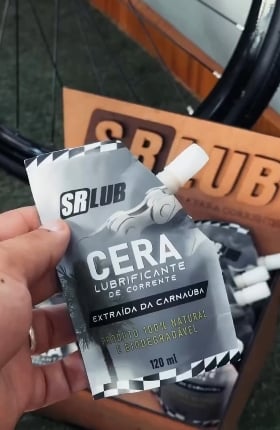 SRLUB
SRLUB
CERA
LUBRIFICANTE
DE CORRENTE
EXTRAÍDA DA CARNAÚBA
PRODUTO 100% NATURAL
E BIODEGRADÁVEL
120 ml